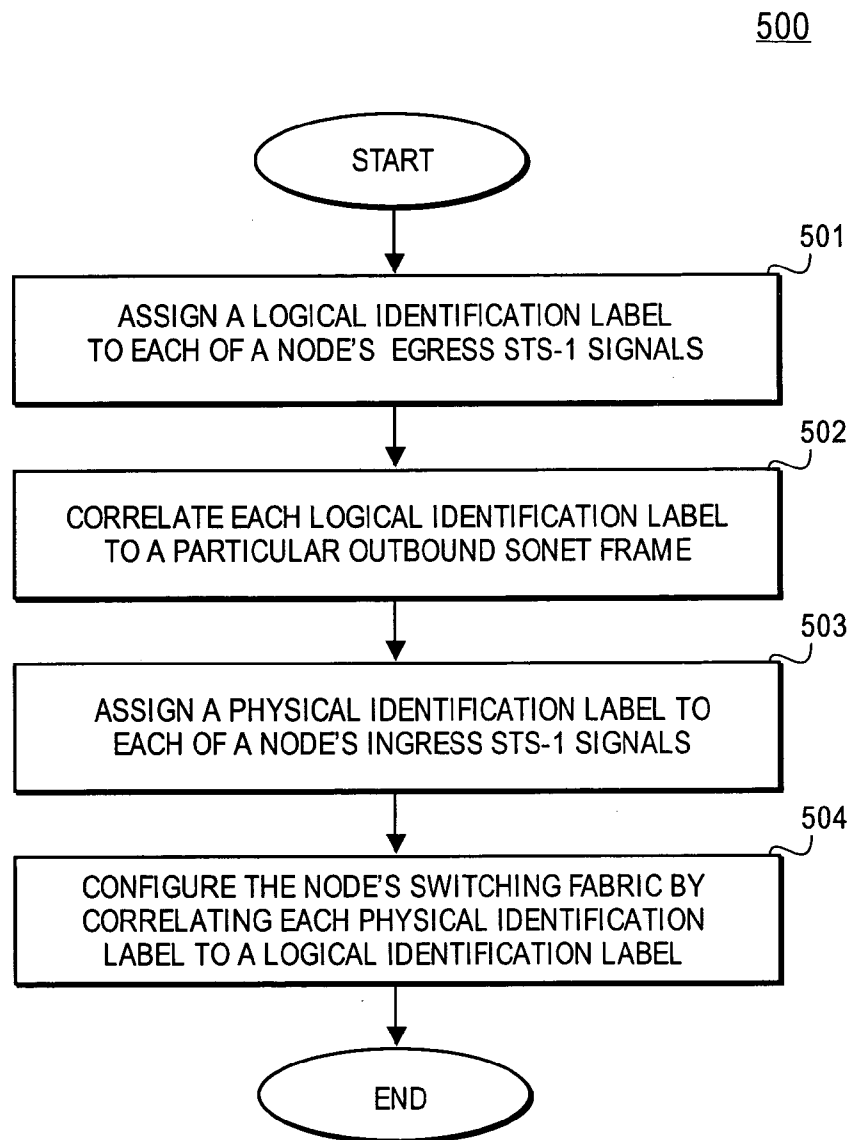 500
START
501
ASSIGN A LOGICAL IDENTIFICATION LABEL
TO EACH OF A NODE'S EGRESS STS-1 SIGNALS
502
CORRELATE EACH LOGICAL IDENTIFICATION LABEL
TO A PARTICULAR OUTBOUND SONET FRAME
503
ASSIGN A PHYSICAL IDENTIFICATION LABEL TO
EACH OF A NODE'S INGRESS STS-1 SIGNALS
504
CONFIGURE THE NODE'S SWITCHING FABRIC BY
CORRELATING EACH PHYSICAL IDENTIFICATION
LABEL TO A LOGICAL IDENTIFICATION LABEL
END